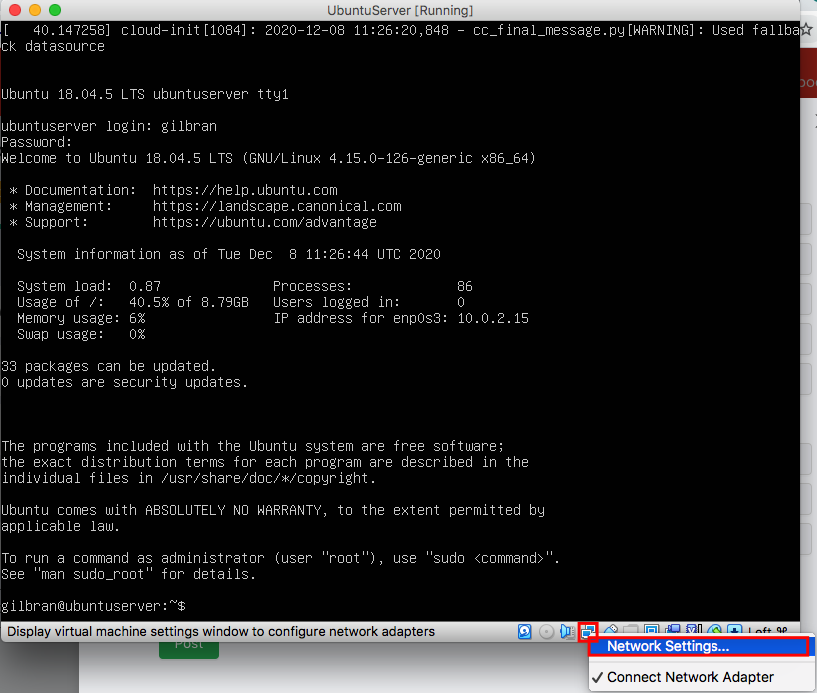 UbuntuServer [Running]
[   40.147258] cloud-init[1084]: 2020-12-08 11:26:20,848 - cc_final_message.py[WARNING]: Used fallba
ck datasource
Ubuntu 18.04.5 LTS ubuntuserver tty1
ubuntuserver login: gilbran
Password:
Welcome to Ubuntu 18.04.5 LTS (GNU/Linux 4.15.0-126-generic x86_64)
* Documentation:  https://help.ubuntu.com
* Management:     https://landscape.canonical.com
* Support:        https://ubuntu.com/advantage
System information as of Tue Dec  8 11:26:44 UTC 2020
System load:  0.87              Processes:             86
Usage of /:   40.5% of 8.79GB   Users logged in:       0
Memory usage: 6%                IP address for enp0s3: 10.0.2.15
Swap usage:   0%
33 packages can be updated.
0 updates are security updates.
The programs included with the Ubuntu system are free software;
the exact distribution terms for each program are described in the
individual files in /usr/share/doc/*/copyright.
Ubuntu comes with ABSOLUTELY NO WARRANTY, to the extent permitted by
applicable law.
To run a command as administrator (user "root"), use "sudo <command>".
See "man sudo_root" for details.
gilbran@ubuntuserver:~$
Display virtual machine settings window to configure network adapters
Left ⌘
Network Settings...
Post
✓ Connect Network Adapter